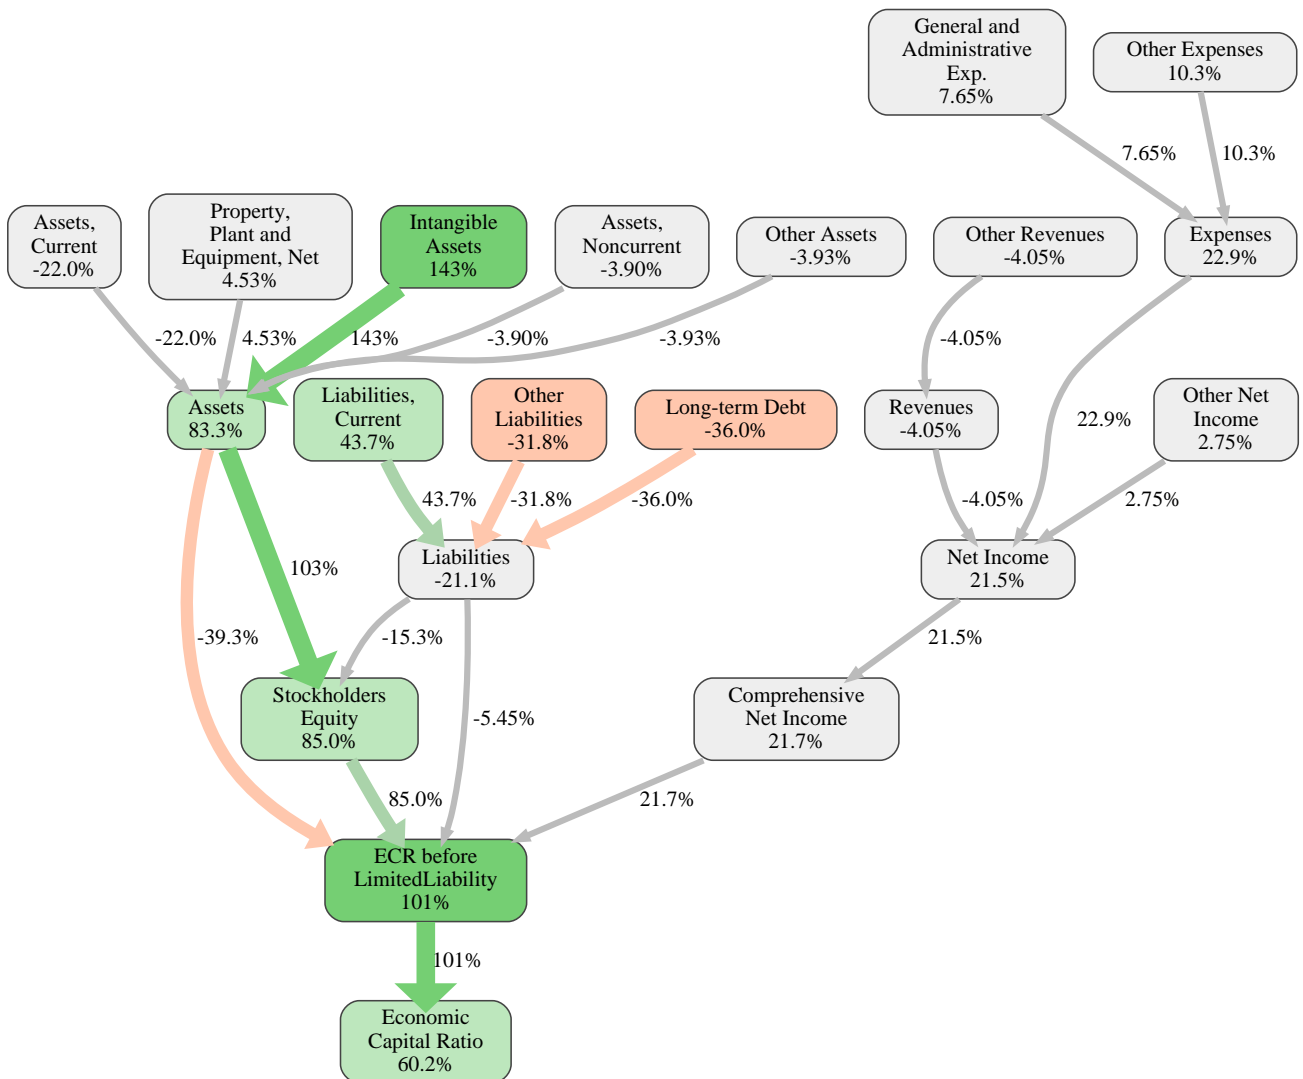 General and
Administrative
Exp.
7.65%
Other Expenses
10.3%
7.65%
10.3%
Assets,
Current
-22.0%
Property,
Plant and
Equipment, Net
4.53%
Intangible
Assets
143%
Assets,
Noncurrent
-3.90%
Other Assets
-3.93%
Other Revenues
-4.05%
Expenses
22.9%
-22.0%
4.53%
143%
-3.90%
-3.93%
-4.05%
Assets
83.3%
Liabilities,
Current
43.7%
Other
Liabilities
-31.8%
Long-term Debt
-36.0%
Revenues
-4.05%
22.9%
Other Net
Income
2.75%
43.7%
-31.8%
-36.0%
-4.05%
2.75%
103%
Liabilities
-21.1%
Net Income
21.5%
-39.3%
-15.3%
21.5%
Stockholders
Equity
85.0%
-5.45%
Comprehensive
Net Income
21.7%
85.0%
21.7%
ECR before
LimitedLiability
101%
101%
Economic
Capital Ratio
60.2%